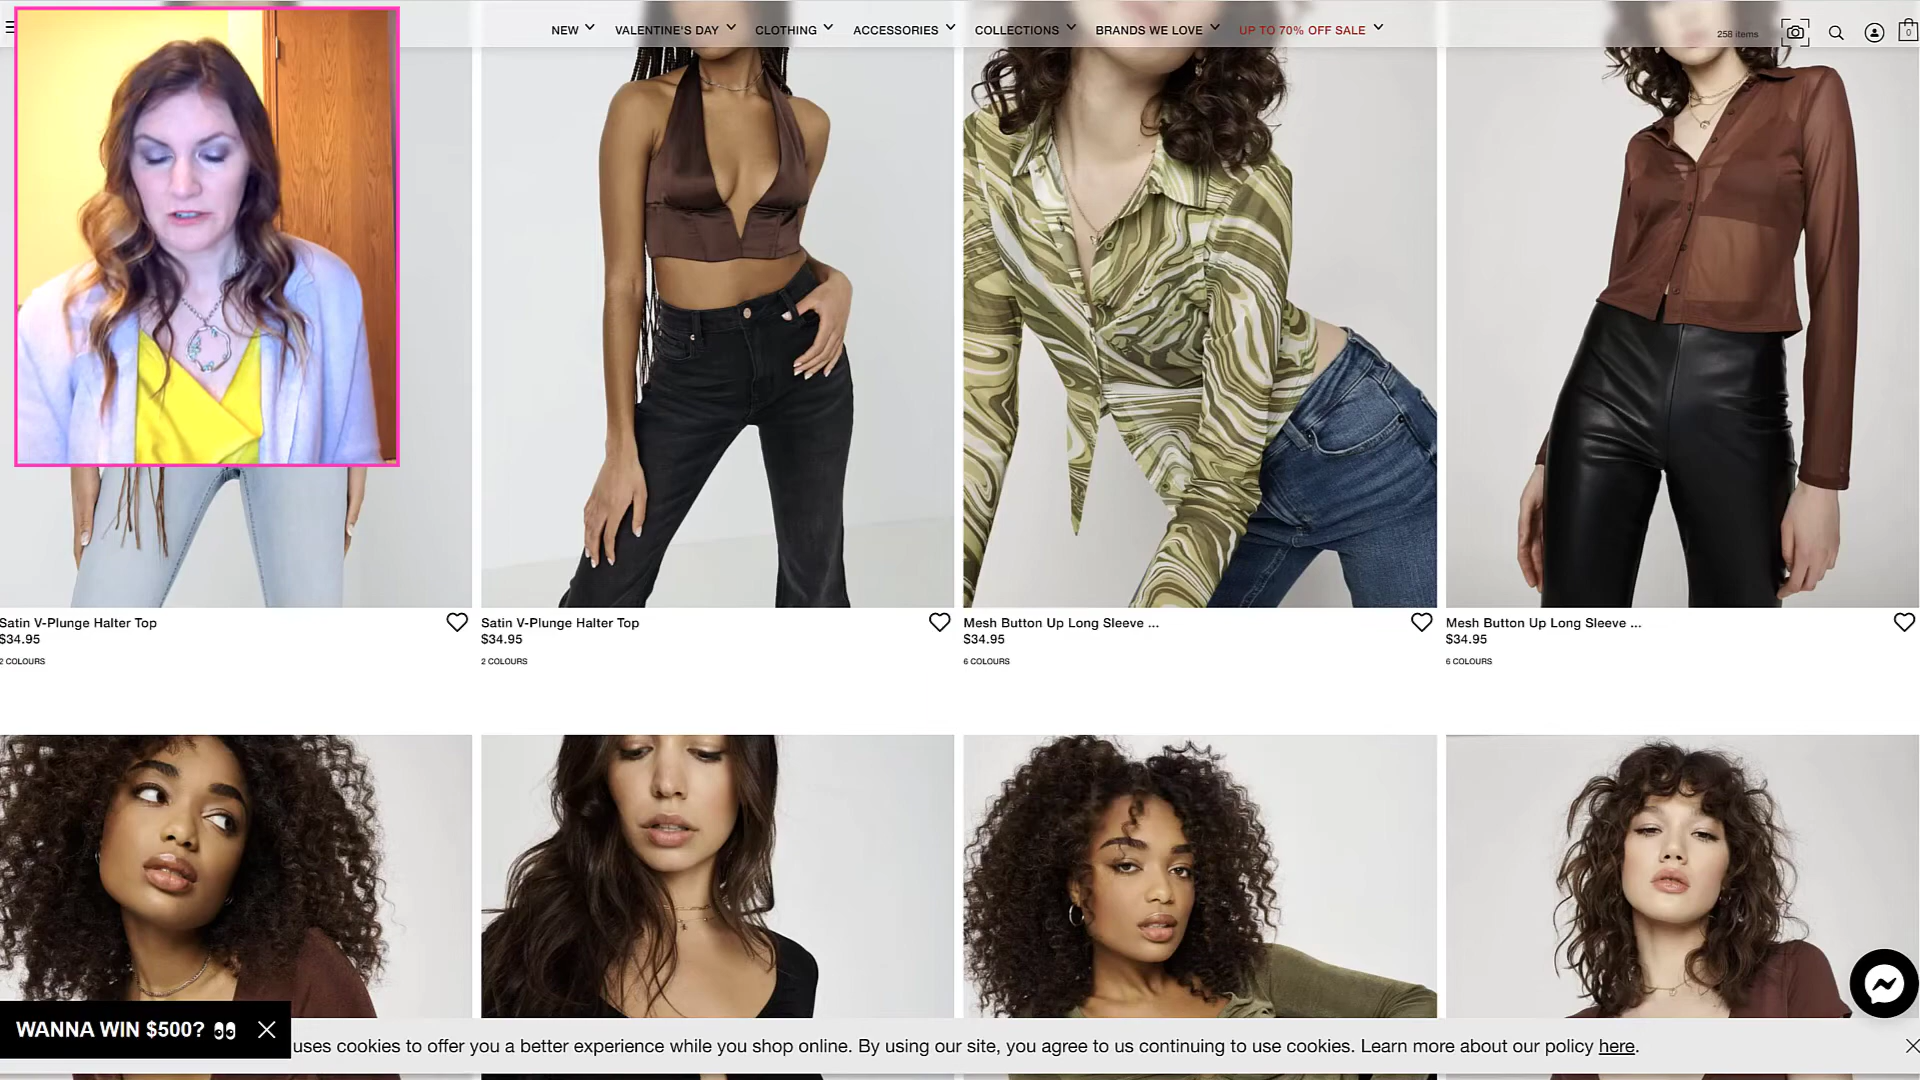 NEW
VALENTINE'S DAY
CLOTHING
ACCESSORIES
COLLECTIONS
BRANDS WE LOVE
UP TO 70% OFF SALE
258 items
0
Satin V-Plunge Halter Top
$34.95
2 COLOURS
Satin V-Plunge Halter Top
$34.95
2 COLOURS
Mesh Button Up Long Sleeve ...
$34.95
6 COLOURS
Mesh Button Up Long Sleeve ...
$34.95
6 COLOURS
WANNA WIN $500? 👀
uses cookies to offer you a better experience while you shop online. By using our site, you agree to us continuing to use cookies. Learn more about our policy here.